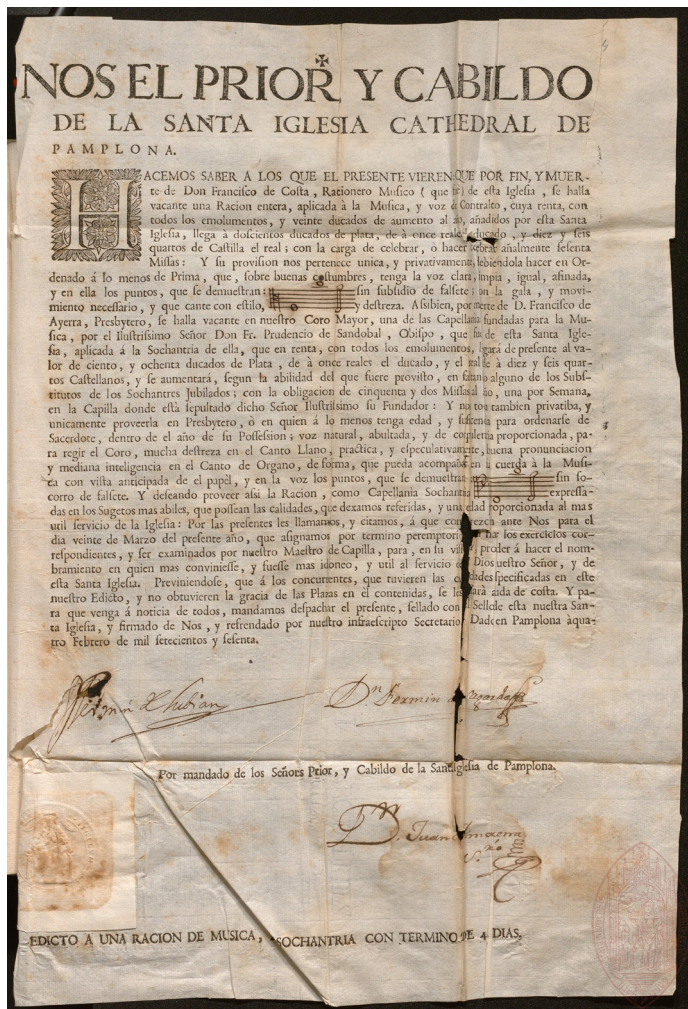 NOS EL PRIOR, Y CABILDO
DE LA SANTA IGLESIA CATHEDRAL DE
PAMPLONA.
HACEMOS SABER A LOS QUE EL PRESENTE VIEREN QUE POR FIN, Y MUER-
te de Don Francisco de Costa, Racionero Musico (que fue) de esta Iglesia, se halla
vacante una Racion entera, aplicada à la Musica, y voz de Contralto, cuya renta, con
todos los emolumentos, y veinte ducados de aumento al año, añadidos por esta Santa
Iglesia, llega à doscientos ducados de plata, de à once reales el ducado, y diez y seis
quartos de Castilla el real; con la carga de celebrar, ò hacer celebrar añalmente sesenta
Missas: Y su provision nos pertenece unica, y privativamente, debiendola hacer en Or-
denado á lo menos de Prima, que, sobre buenas costumbres, tenga la voz clara, limpia, igual, afinada,
y en ella los puntos, que se demuestran: sin subsidio de falsete; con la gala, y movi-
miento necessario, y que cante con estilo, y destreza. Assibien, por muerte de D. Francisco de
Ayerra, Presbytero, se halla vacante en nuestro Coro Mayor, una de las Capellanias fundadas para la Mu-
sica, por el Ilustrissimo Señor Don Fr. Prudencio de Sandobal, Obispo, que fue de esta Santa Igle-
sia, aplicada á la Sochantria de ella, que en renta, con todos los emolumentos, llegará de presente al va-
lor de ciento, y ochenta ducados de Plata, de à once reales el ducado, y el real de à diez y seis quar-
tos Castellanos, y se aumentará, segun la abilidad del que fuere provisto, en faltando alguno de los Subs-
titutos de los Sochantres Jubilados; con la obligacion de cinquenta y dos Missas al año, una por Semana,
en la Capilla donde està sepultado dicho Señor Ilustrissimo su Fundador: Y nos toca tambien privatiba, y
unicamente proveerla en Presbytero, ò en quien á lo menos tenga edad, y suficiencia para ordenarse de
Sacerdote, dentro del año de su Possession; voz natural, abultada, y de corpulencia proporcionada, pa-
ra regir el Coro, mucha destreza en el Canto Llano, practica, y especulativamente, buena pronunciacion
y mediana inteligencia en el Canto de Organo, de forma, que pueda acompañar en la cuerda à la Musi-
ca con vista anticipada de el papel, y en la voz los puntos, que se demuestran sin so-
corro de falsete. Y deseando proveer assi la Racion, como Capellanìa Sochantria expressa-
das en los Sugetos mas abiles, que possean las calidades, que dexamos referidas, y una edad proporcionada al mas
util servicio de la Iglesia: Por las presentes les llamamos, y citamos, á que comparezcan ante Nos para el
dia veinte de Marzo del presente año, que asignamos por termino peremptorio los exercicios cor-
respondientes, y ser examinados por nuestro Maestro de Capilla, para, en su vista, proceder á hacer el nom-
bramiento en quien mas conviniesse, y fuesse mas idoneo, y util al servicio de Dios nuestro Señor, y de
esta Santa Iglesia. Previniendose, que á los concurrentes, que tuvieren las calidades especificadas en este
nuestro Edicto, y no obtuvieren la gracia de las Plazas en el contenidas, se les dará aiuda de costa. Y pa-
ra que venga á noticia de todos, mandamos despachar el presente, sellado con el Sello de esta nuestra San-
ta Iglesia, y firmado de Nos, y refrendado por nuestro infraescripto Secretario. Dado en Pamplona à qua-
tro Febrero de mil setecientos y sesenta.
Dn. Fermin
Por mandado de los Señors Prior, y Cabildo de la Santa Iglesia de Pamplona.
Dn. Juan
EDICTO A UNA RACION DE MUSICA, SOCHANTRIA CON TERMINO DE 4 DIAS.